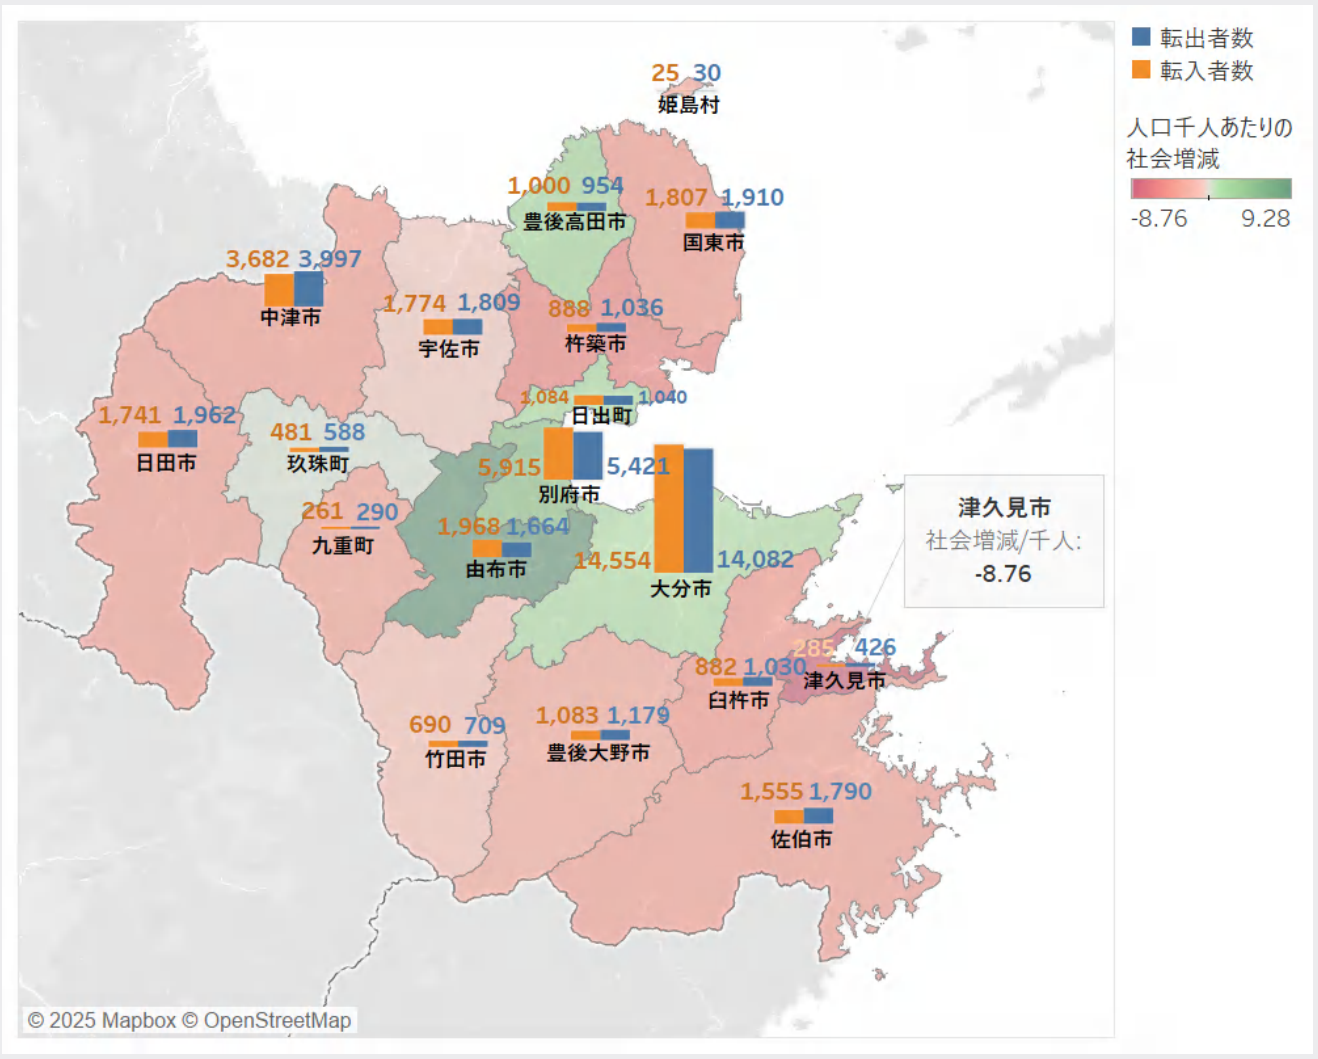 転出者数
転入者数
人口千人あたりの
社会増減
-8.76 9.28
25 30
姫島村
1,000 954
豊後高田市
1,807 1,910
国東市
3,682 3,997
中津市
1,774 1,809
宇佐市
888 1,036
杵築市
1,084 1,040
日出町
1,741 1,962
日田市
481 588
玖珠町
5,915 5,421
別府市
261 290
九重町
1,968 1,664
由布市
14,554 14,082
大分市
津久見市
社会増減/千人:
-8.76
285 426
津久見市
882 1,030
臼杵市
690 709
竹田市
1,083 1,179
豊後大野市
1,555 1,790
佐伯市
© 2025 Mapbox © OpenStreetMap